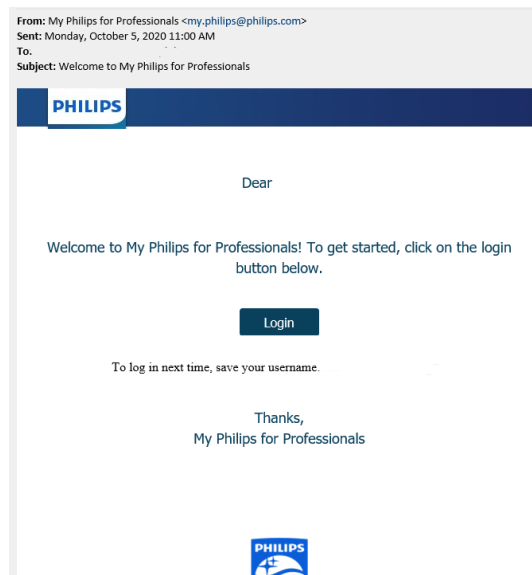 From: My Philips for Professionals <my.philips@philips.com>
Sent: Monday, October 5, 2020 11:00 AM
To.
Subject: Welcome to My Philips for Professionals
PHILIPS
Dear
Welcome to My Philips for Professionals! To get started, click on the login
button below.
Login
To log in next time, save your username.
Thanks,
My Philips for Professionals
PHILIPS